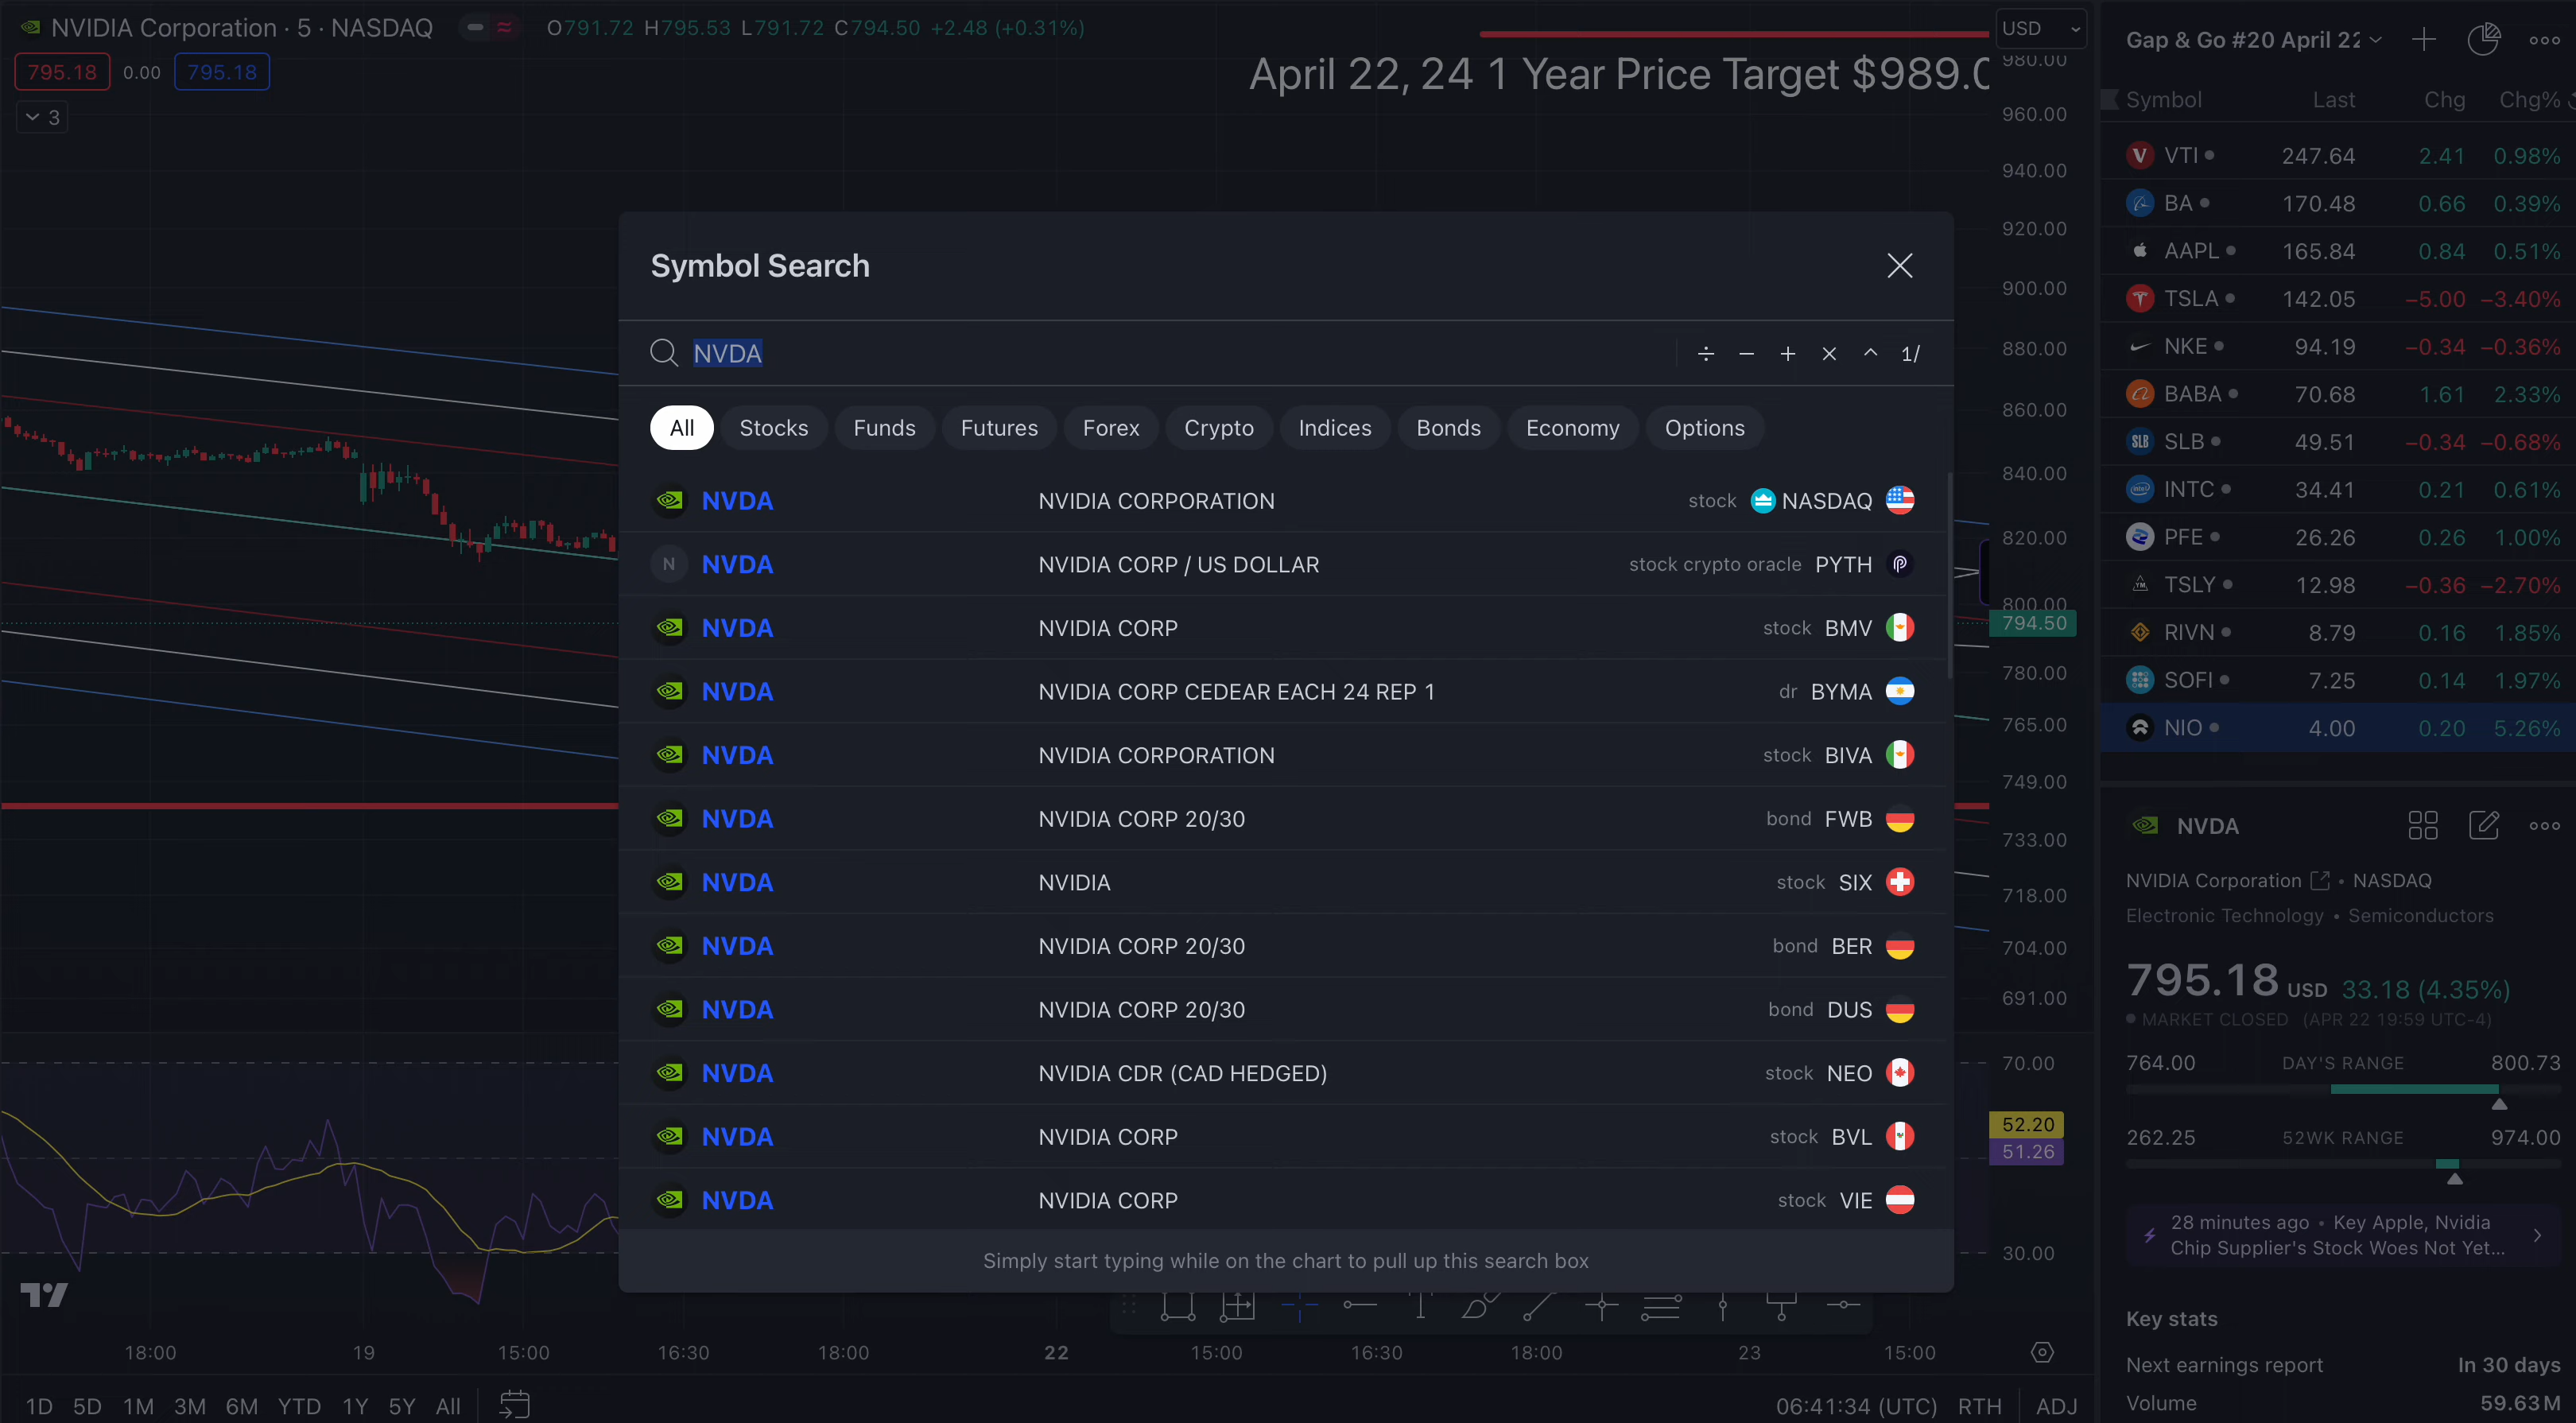 NVIDIA Corporation · 5 · NASDAQ O791.72 H795.53 L791.72 C794.50 +2.48 (+0.31%)
795.18 0.00 795.18
3
April 22, 24 1 Year Price Target $989.0
USD
980.00
960.00
940.00
920.00
900.00
880.00
860.00
840.00
820.00
800.00
794.50
780.00
765.00
749.00
733.00
718.00
704.00
691.00
70.00
52.20
51.26
30.00
Symbol Search
NVDA ÷ − + × ^ 1/
All Stocks Funds Futures Forex Crypto Indices Bonds Economy Options
NVDA NVIDIA CORPORATION stock NASDAQ
N NVDA NVIDIA CORP / US DOLLAR stock crypto oracle PYTH
NVDA NVIDIA CORP stock BMV
NVDA NVIDIA CORP CEDEAR EACH 24 REP 1 dr BYMA
NVDA NVIDIA CORPORATION stock BIVA
NVDA NVIDIA CORP 20/30 bond FWB
NVDA NVIDIA stock SIX
NVDA NVIDIA CORP 20/30 bond BER
NVDA NVIDIA CORP 20/30 bond DUS
NVDA NVIDIA CDR (CAD HEDGED) stock NEO
NVDA NVIDIA CORP stock BVL
NVDA NVIDIA CORP stock VIE
Simply start typing while on the chart to pull up this search box
18:00 19 15:00 16:30 18:00 22 15:00 16:30 18:00 23 15:00
1D 5D 1M 3M 6M YTD 1Y 5Y All 06:41:34 (UTC) RTH ADJ
Gap & Go #20 April 22
Symbol Last Chg Chg%
VTI 247.64 2.41 0.98%
BA 170.48 0.66 0.39%
AAPL 165.84 0.84 0.51%
TSLA 142.05 −5.00 −3.40%
NKE 94.19 −0.34 −0.36%
BABA 70.68 1.61 2.33%
SLB SLB 49.51 −0.34 −0.68%
INTC 34.41 0.21 0.61%
PFE 26.26 0.26 1.00%
TSLY 12.98 −0.36 −2.70%
RIVN 8.79 0.16 1.85%
SOFI 7.25 0.14 1.97%
NIO 4.00 0.20 5.26%
NVDA
NVIDIA Corporation • NASDAQ
Electronic Technology • Semiconductors
795.18 USD 33.18 (4.35%)
MARKET CLOSED (APR 22 19:59 UTC-4)
764.00 DAY'S RANGE 800.73
262.25 52WK RANGE 974.00
28 minutes ago • Key Apple, Nvidia
Chip Supplier's Stock Woes Not Yet...
Key stats
Next earnings report In 30 days
Volume 59.63M